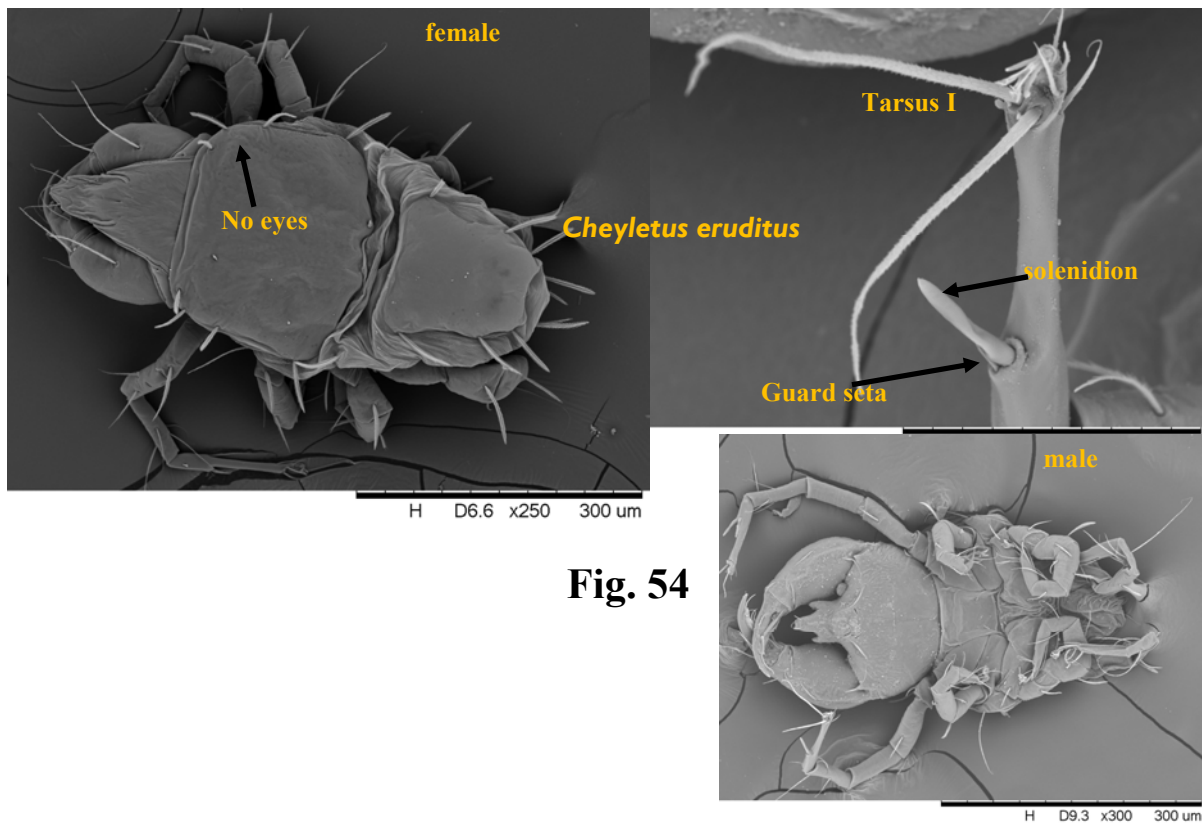 female
No eyes
Cheyletus eruditus
H D6.6 x250 300 um
Tarsus I
solenidion
Guard seta
male
H D9.3 x300 300 um
Fig. 54